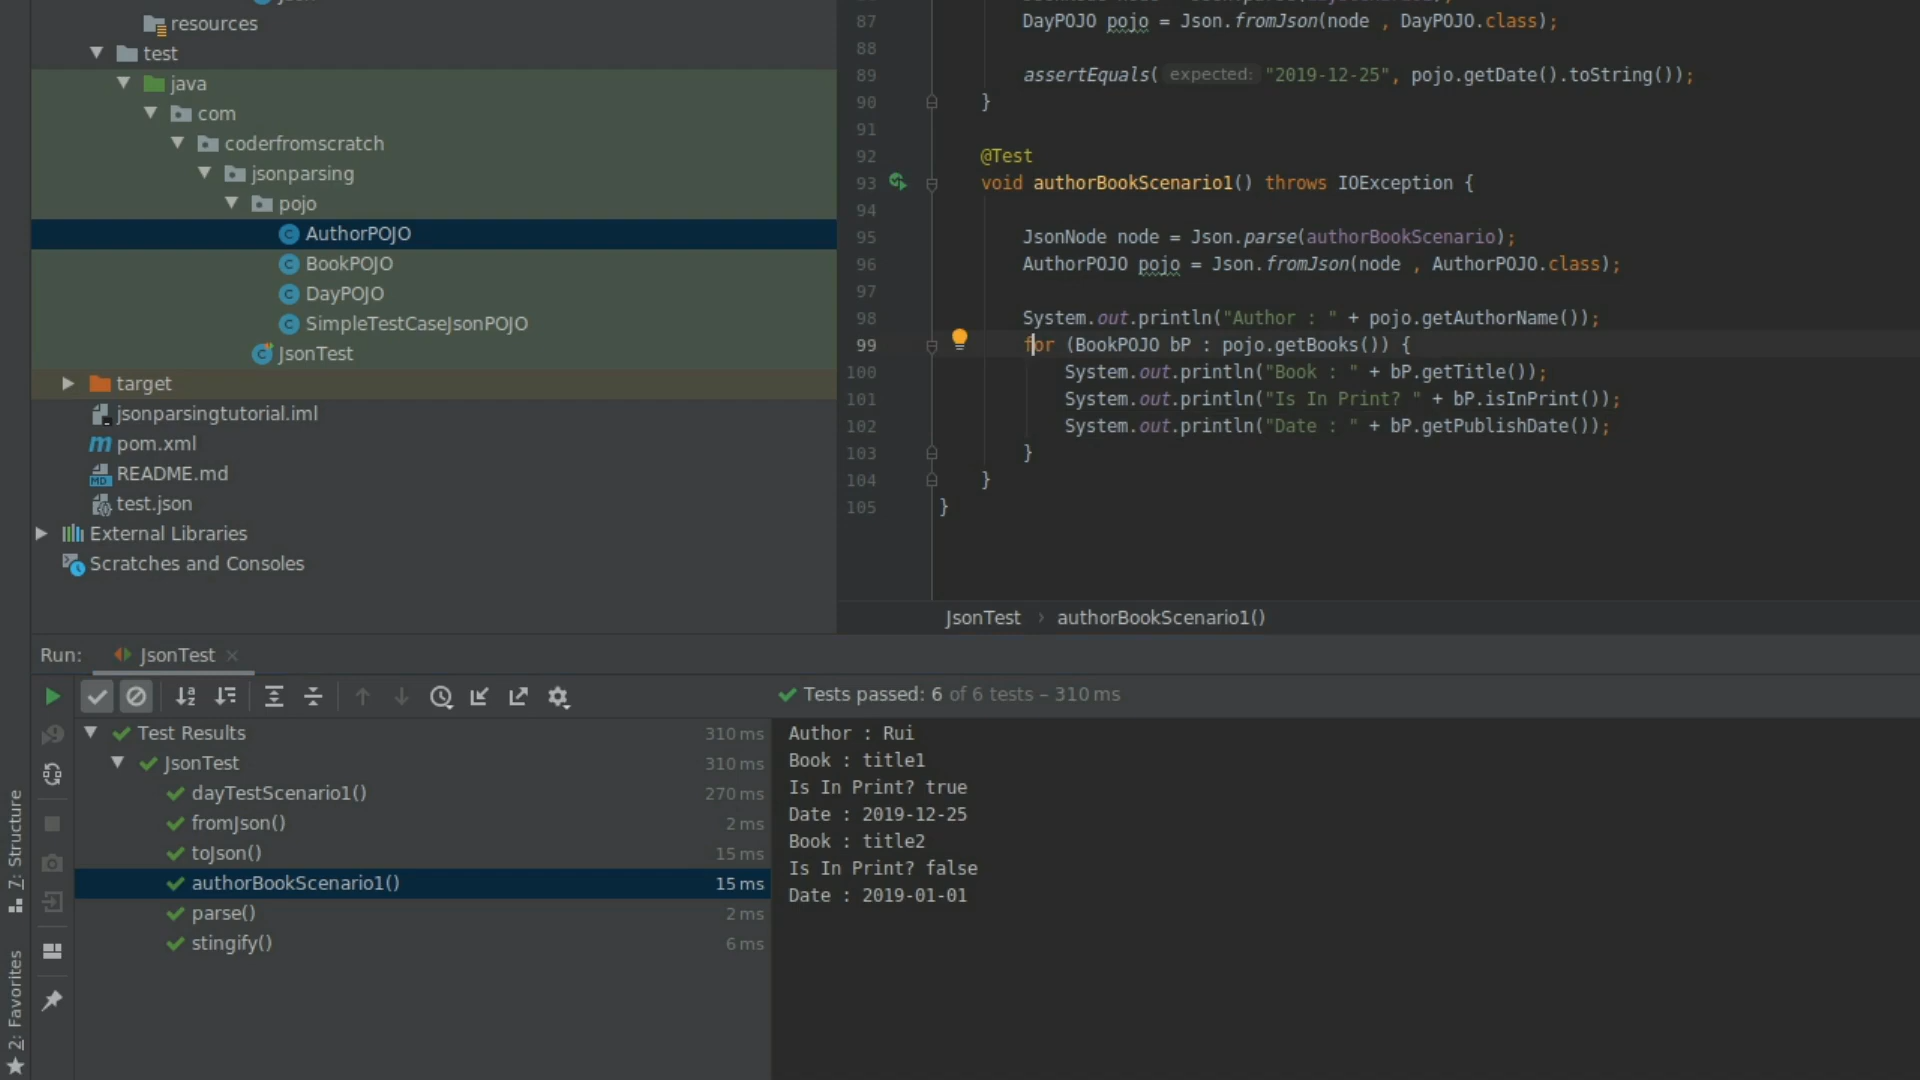 resources
test
java
com
coderfromscratch
jsonparsing
pojo
AuthorPOJO
BookPOJO
DayPOJO
SimpleTestCaseJsonPOJO
JsonTest
target
jsonparsingtutorial.iml
pom.xml
README.md
test.json
External Libraries
Scratches and Consoles
87 DayPOJO pojo = Json.fromJson(node , DayPOJO.class);
88
89 assertEquals( expected: "2019-12-25", pojo.getDate().toString());
90 }
91
92 @Test
93 void authorBookScenario1() throws IOException {
94
95 JsonNode node = Json.parse(authorBookScenario);
96 AuthorPOJO pojo = Json.fromJson(node , AuthorPOJO.class);
97
98 System.out.println("Author : " + pojo.getAuthorName());
99 for (BookPOJO bP : pojo.getBooks()) {
100 System.out.println("Book : " + bP.getTitle());
101 System.out.println("Is In Print? " + bP.isInPrint());
102 System.out.println("Date : " + bP.getPublishDate());
103 }
104 }
105 }
JsonTest › authorBookScenario1()
Run: JsonTest
Tests passed: 6 of 6 tests – 310 ms
Test Results 310 ms
JsonTest 310 ms
dayTestScenario1() 270 ms
fromJson() 2 ms
toJson() 15 ms
authorBookScenario1() 15 ms
parse() 2 ms
stingify() 6 ms
Author : Rui
Book : title1
Is In Print? true
Date : 2019-12-25
Book : title2
Is In Print? false
Date : 2019-01-01
7: Structure
2: Favorites